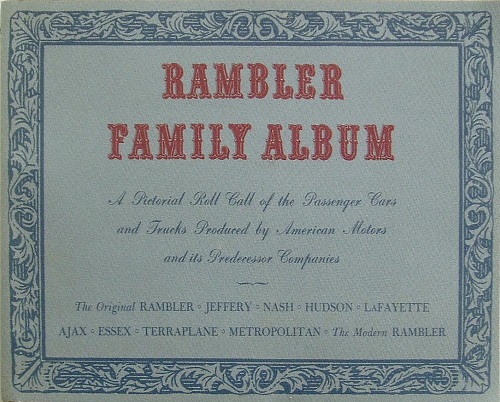 RAMBLER
FAMILY ALBUM
A Pictorial Roll Call of the Passenger Cars
and Trucks Produced by American Motors
and its Predecessor Companies
The Original RAMBLER ◦ JEFFERY ◦ NASH ◦ HUDSON ◦ LAFAYETTE
AJAX ◦ ESSEX ◦ TERRAPLANE ◦ METROPOLITAN ◦ The Modern RAMBLER